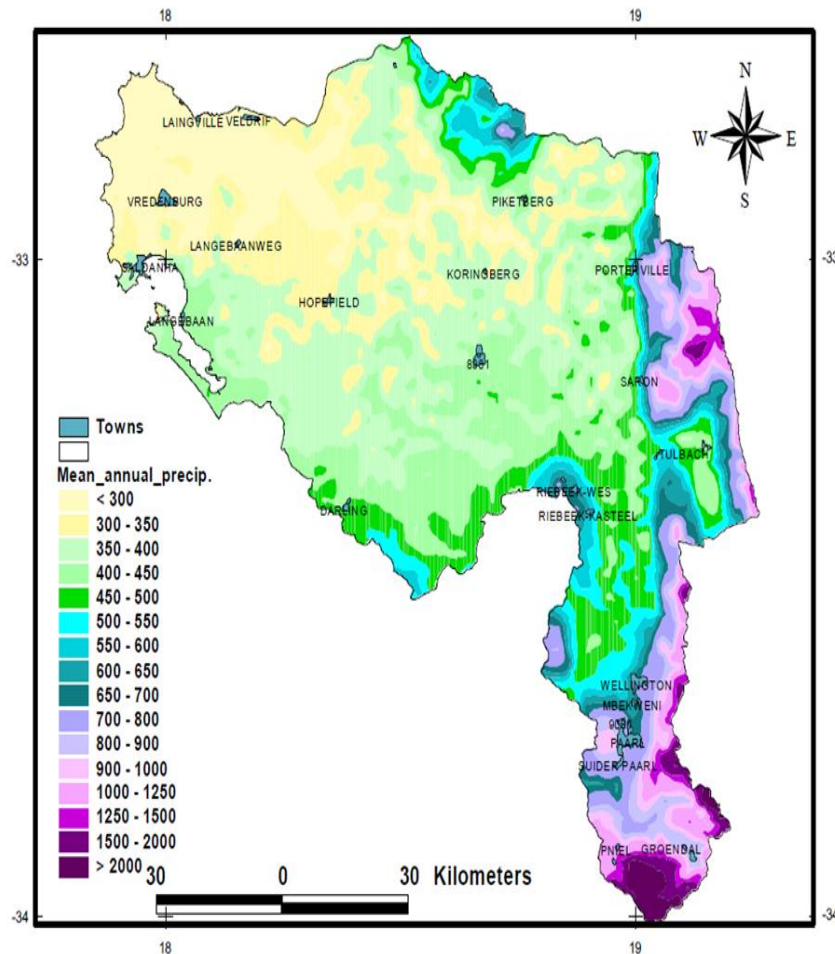 18 19
N
W E
S
LAINGVILLE VELDRIF
VREDENBURG
PIKETBERG
LANGEBRANWEG
-33 -33
SALDANHA
KORINGBERG
PORTERVILLE
HOPEFIELD
LANGEBAAN
8981
SARON
Towns
TULBACH
Mean_annual_precip.
< 300
300 - 350
350 - 400
400 - 450
450 - 500
500 - 550
550 - 600
600 - 650
650 - 700
700 - 800
800 - 900
900 - 1000
1000 - 1250
1250 - 1500
1500 - 2000
> 2000
RIEBEEK-WES
RIEBEEK-KASTEEL
DARLING
WELLINGTON
MBEKWENI
PAARL
SUIDER PAARL
PNIEL GROENDAL
30 0 30 Kilometers
-34 -34
18 19